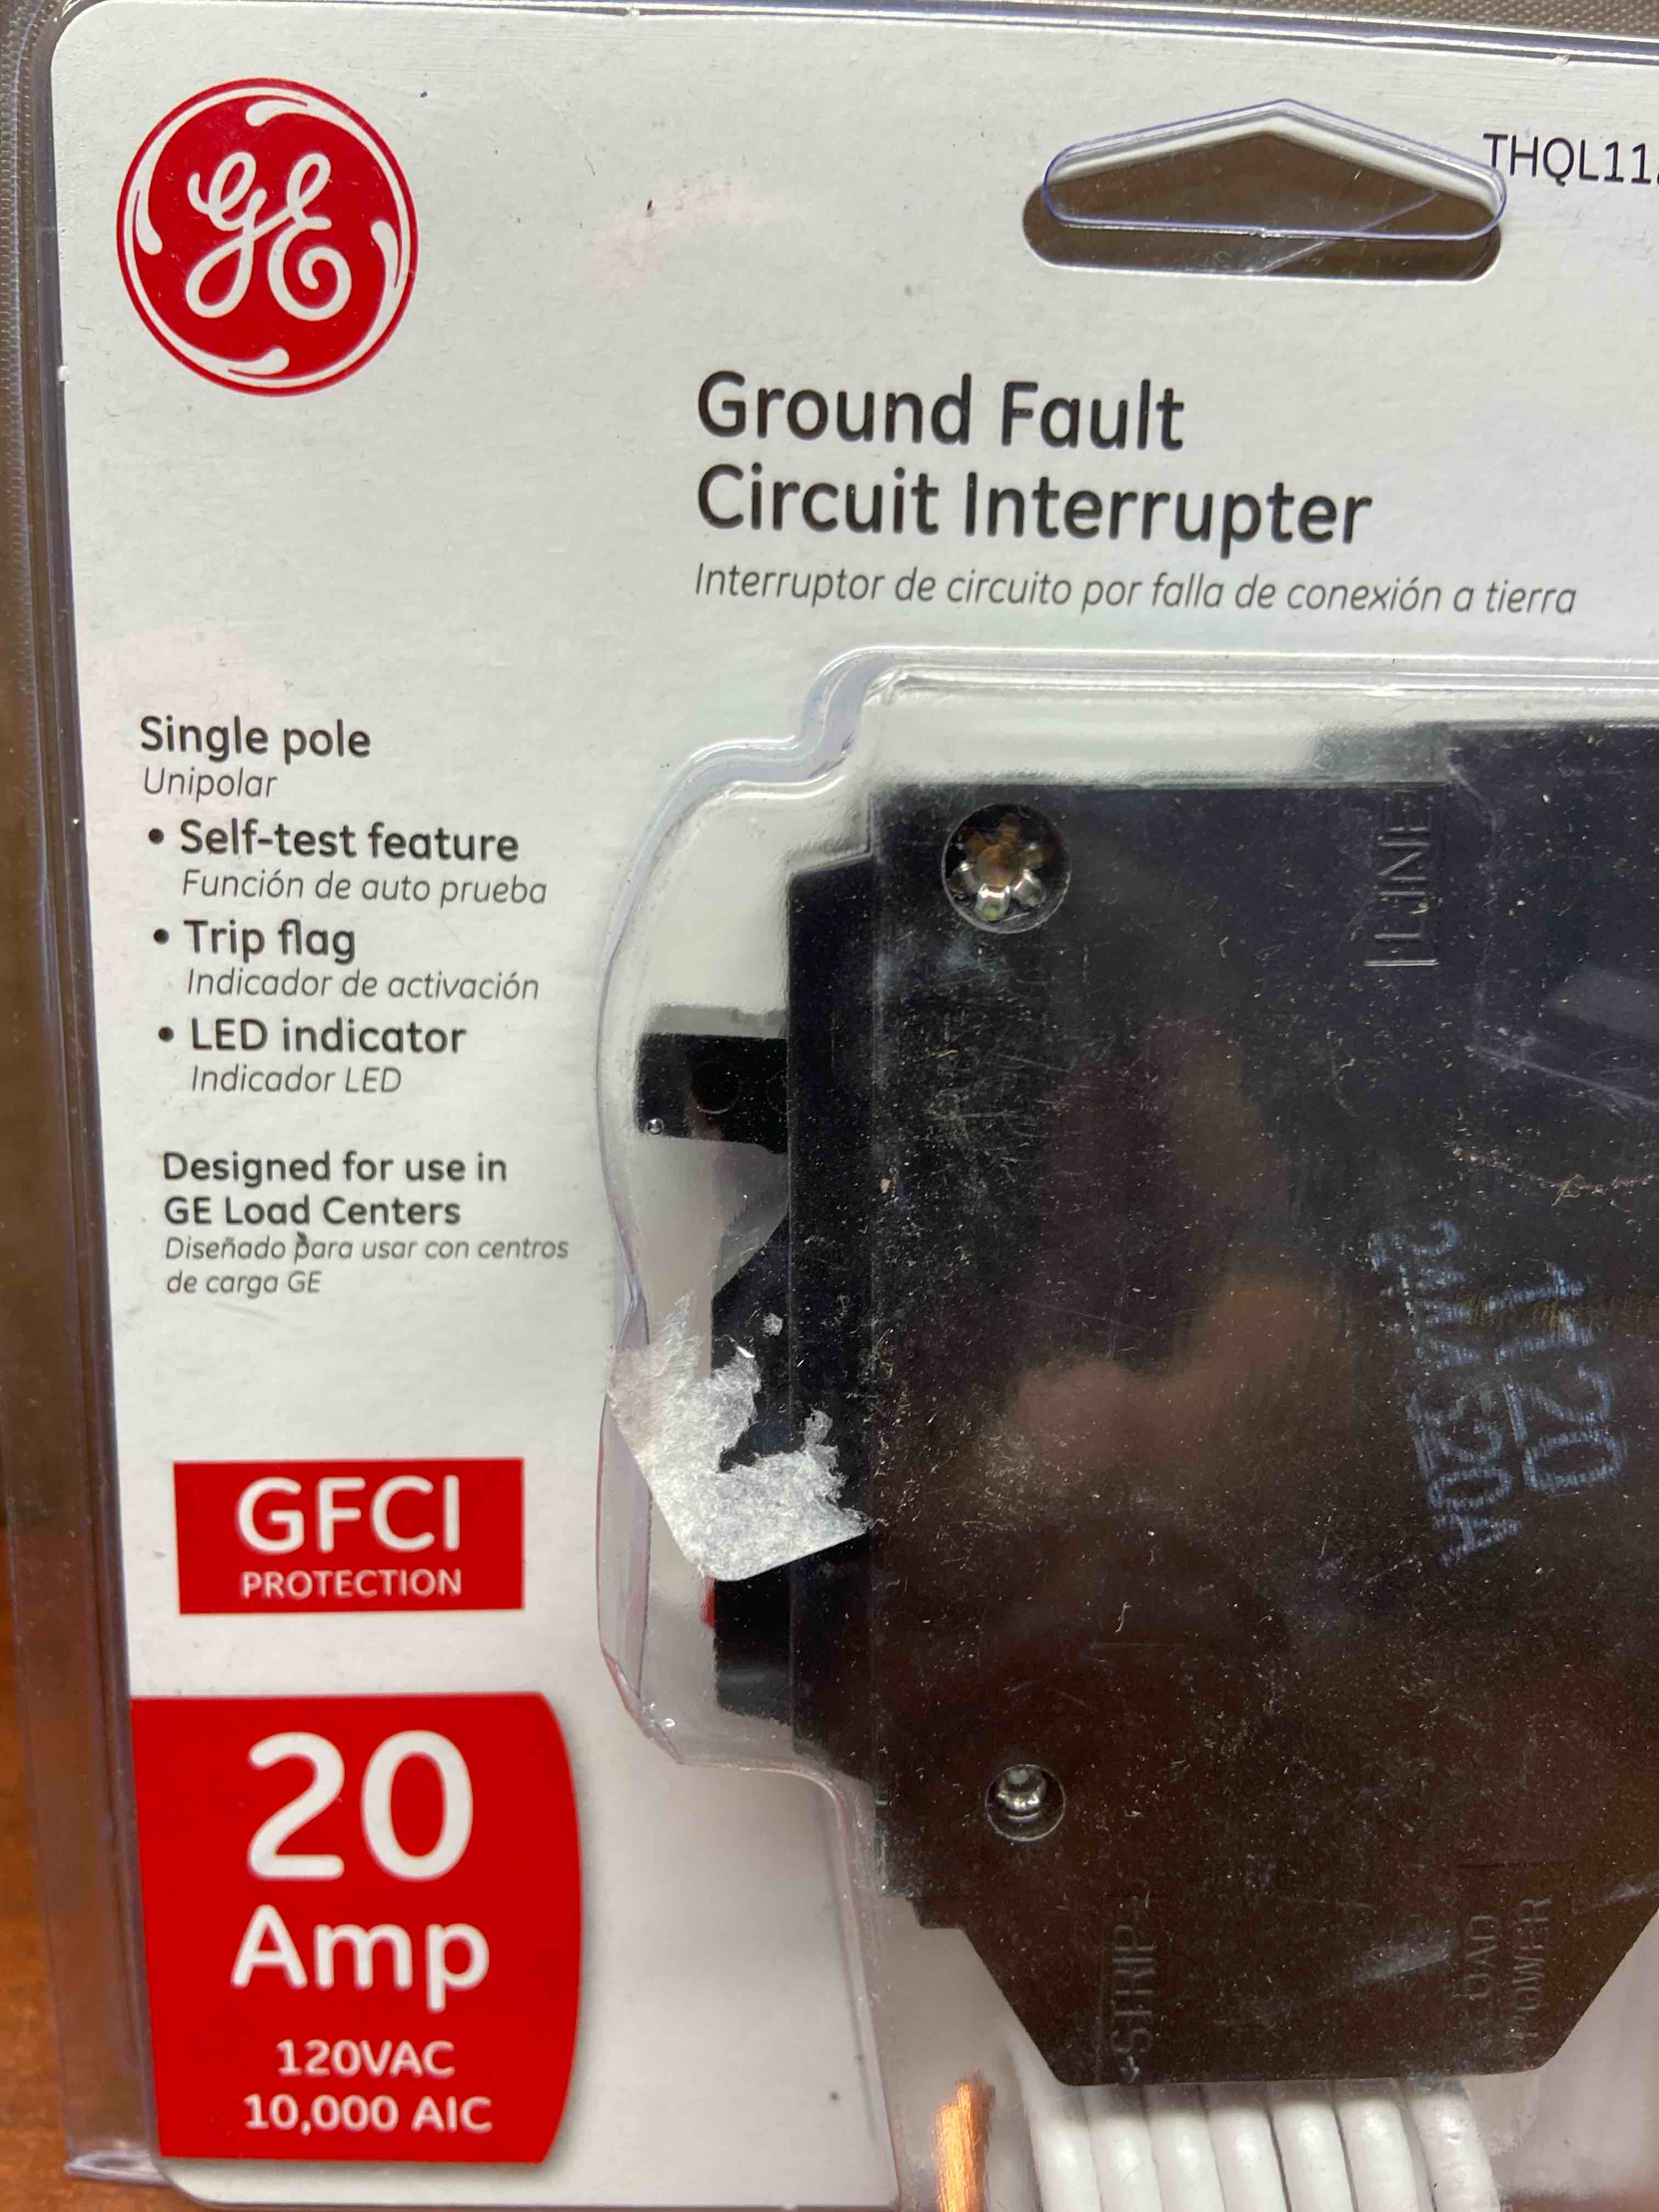 GE
THQL11
Ground Fault
Circuit Interrupter
Interruptor de circuito por falla de conexión a tierra
Single pole
Unipolar
• Self-test feature
Función de auto prueba
• Trip flag
Indicador de activación
• LED indicator
Indicador LED
Designed for use in
GE Load Centers
Diseñado para usar con centros
de carga GE
GFCI
PROTECTION
20
Amp
120VAC
10,000 AIC
LINE
1120
STRIP
LOAD
POWER